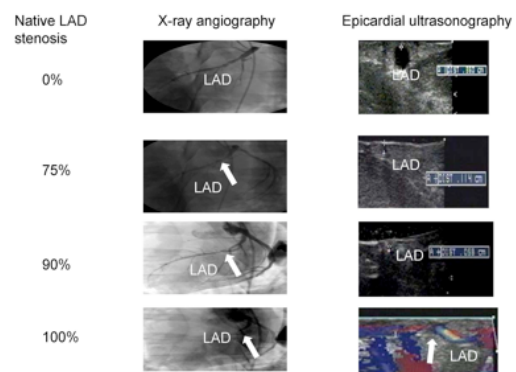 Native LAD
stenosis
X-ray angiography
Epicardial ultrasonography
0%
LAD
LAD
75%
LAD
LAD
90%
LAD
LAD
100%
LAD
LAD